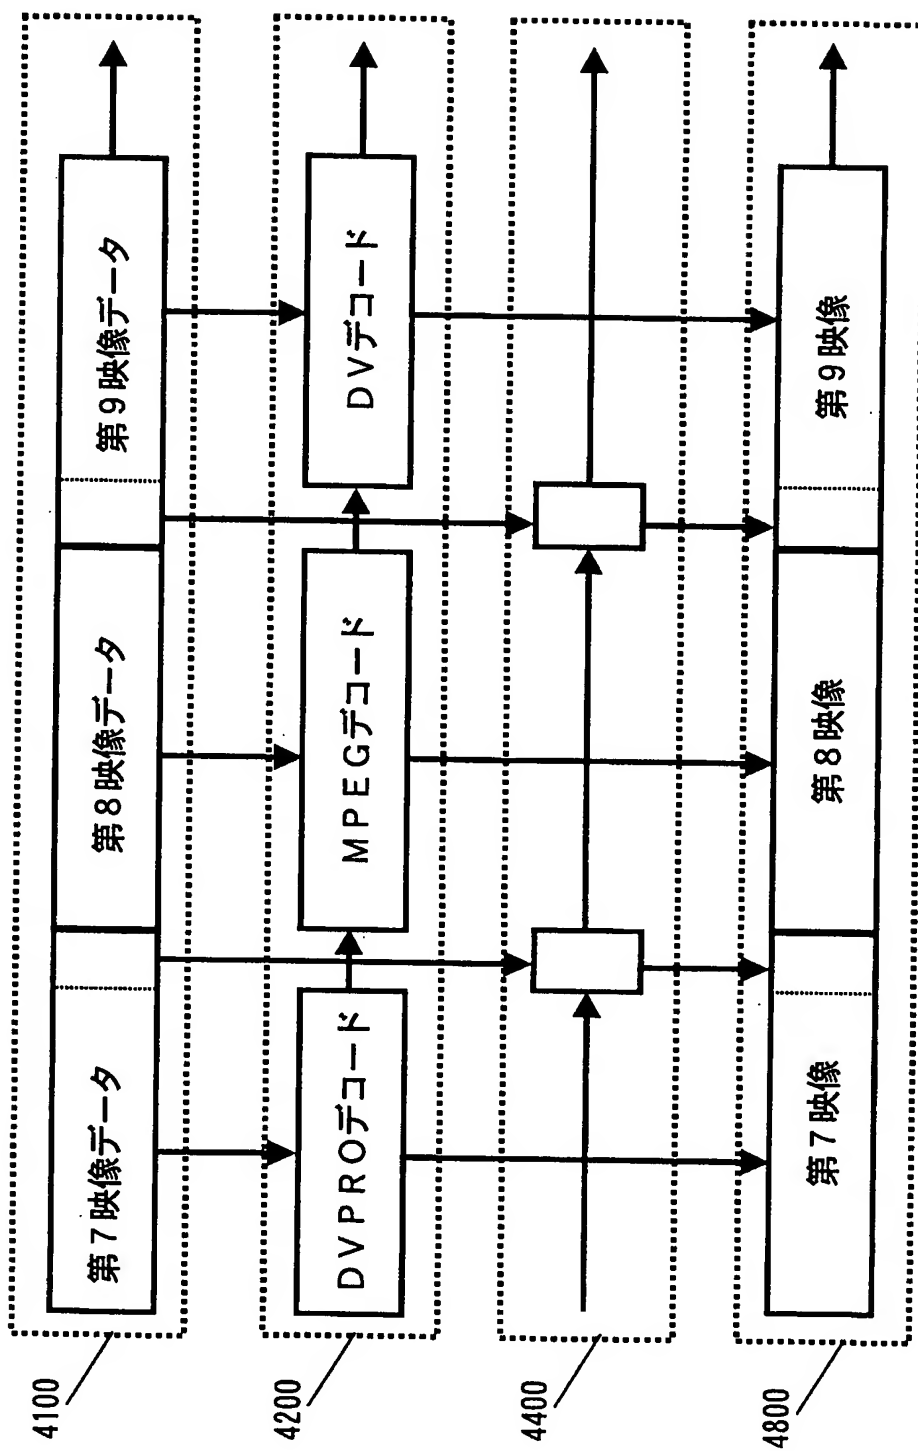 4100
第7映像データ
第8映像データ
第9映像データ
4200
DVPROデコード
MPEGデコード
DVデコード
4400
4800
第7映像
第8映像
第9映像